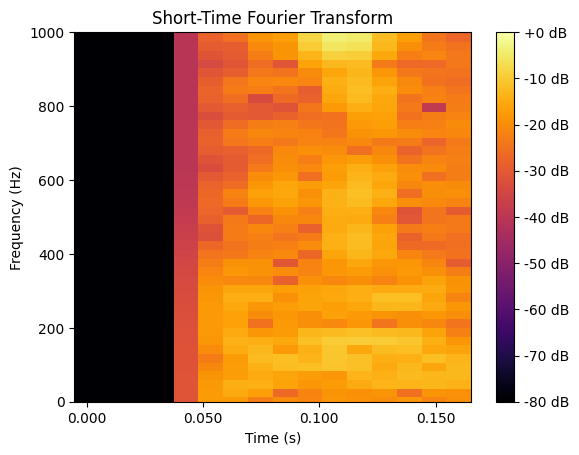 Short-Time Fourier Transform
Frequency (Hz)
1000
800
600
400
200
0
0.000
0.050
0.100
0.150
Time (s)
+0 dB
-10 dB
-20 dB
-30 dB
-40 dB
-50 dB
-60 dB
-70 dB
-80 dB